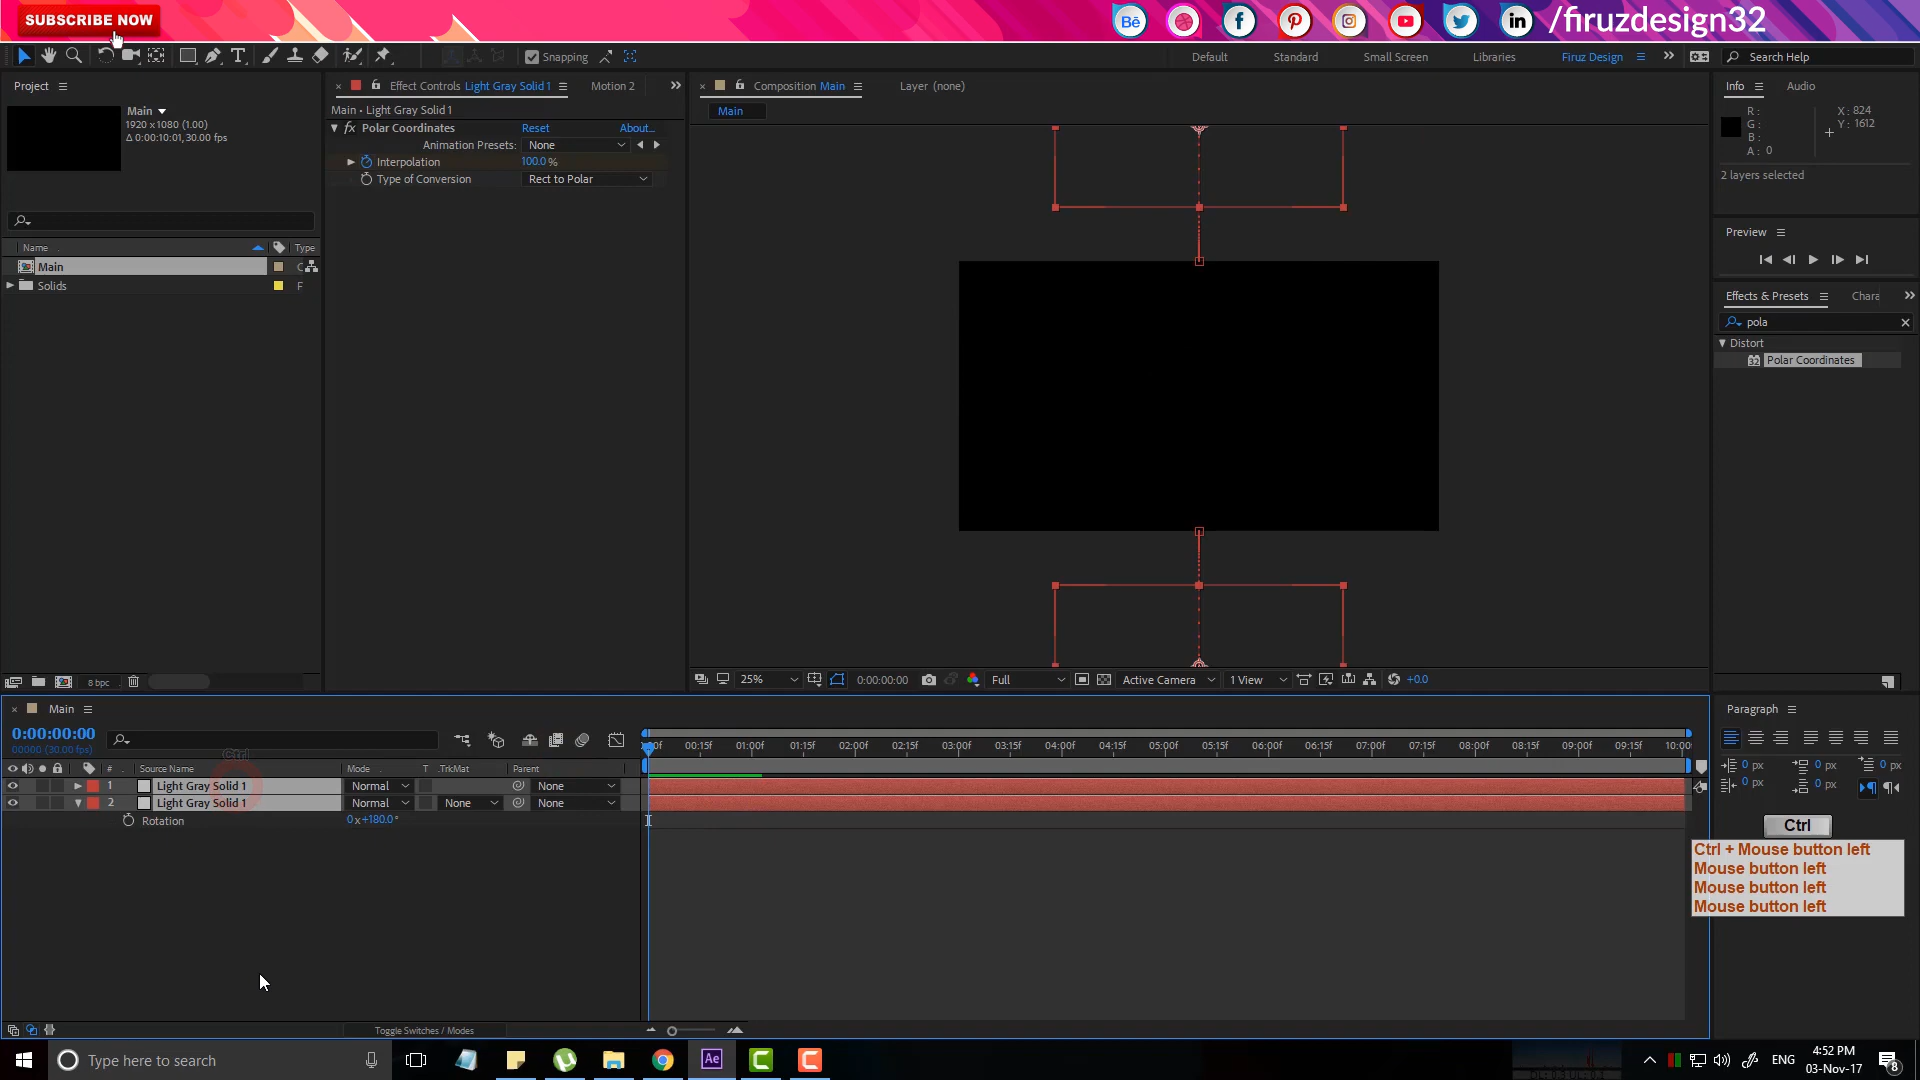 SUBSCRIBE NOW
/firuzdesign32
Snapping
Default
Standard
Small Screen
Libraries
Firuz Design
Search Help
Project
Main
1920 x1080 (1.00)
Δ 0:00:10:01, 30.00 fps
Name
Type
Main
Solids
F
8 bpc
Effect Controls Light Gray Solid 1
Motion 2
Main • Light Gray Solid 1
fx Polar Coordinates
Reset
About...
Animation Presets:
None
Interpolation
100.0 %
Type of Conversion
Rect to Polar
Composition Main
Layer (none)
Main
25%
0:00:00:00
Full
Active Camera
1 View
+0.0
Info
Audio
R:
G:
B:
A: 0
X: 824
Y: 1612
2 layers selected
Preview
Effects & Presets
Chara
pola
Distort
Polar Coordinates
Main
0:00:00:00
00000 (30.00 fps)
Source Name
Mode
T
TrkMat
Parent
1
Light Gray Solid 1
Normal
None
2
Light Gray Solid 1
Normal
None
None
Rotation
0 x+180.0°
00:15f
01:00f
01:15f
02:00f
02:15f
03:00f
03:15f
04:00f
04:15f
05:00f
05:15f
06:00f
06:15f
07:00f
07:15f
08:00f
08:15f
09:00f
09:15f
10:00
Toggle Switches / Modes
Ctrl
Paragraph
0 px
0 px
0 px
0 px
0 px
Ctrl
Ctrl + Mouse button left
Mouse button left
Mouse button left
Mouse button left
Type here to search
Ae
ENG
4:52 PM
03-Nov-17
8